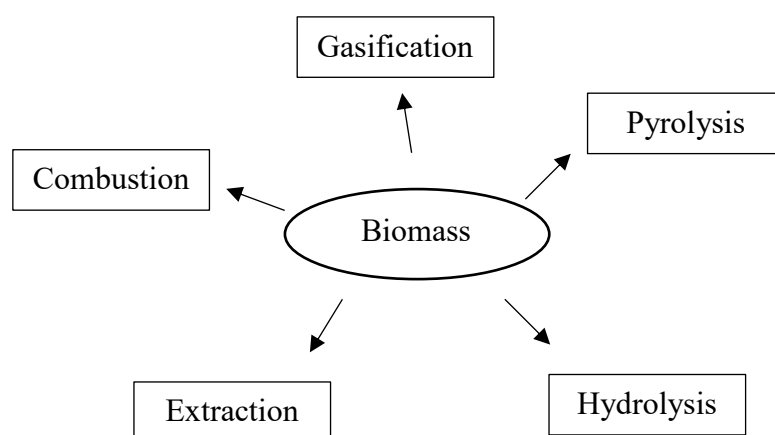 Gasification
Pyrolysis
Combustion
Biomass
Extraction
Hydrolysis